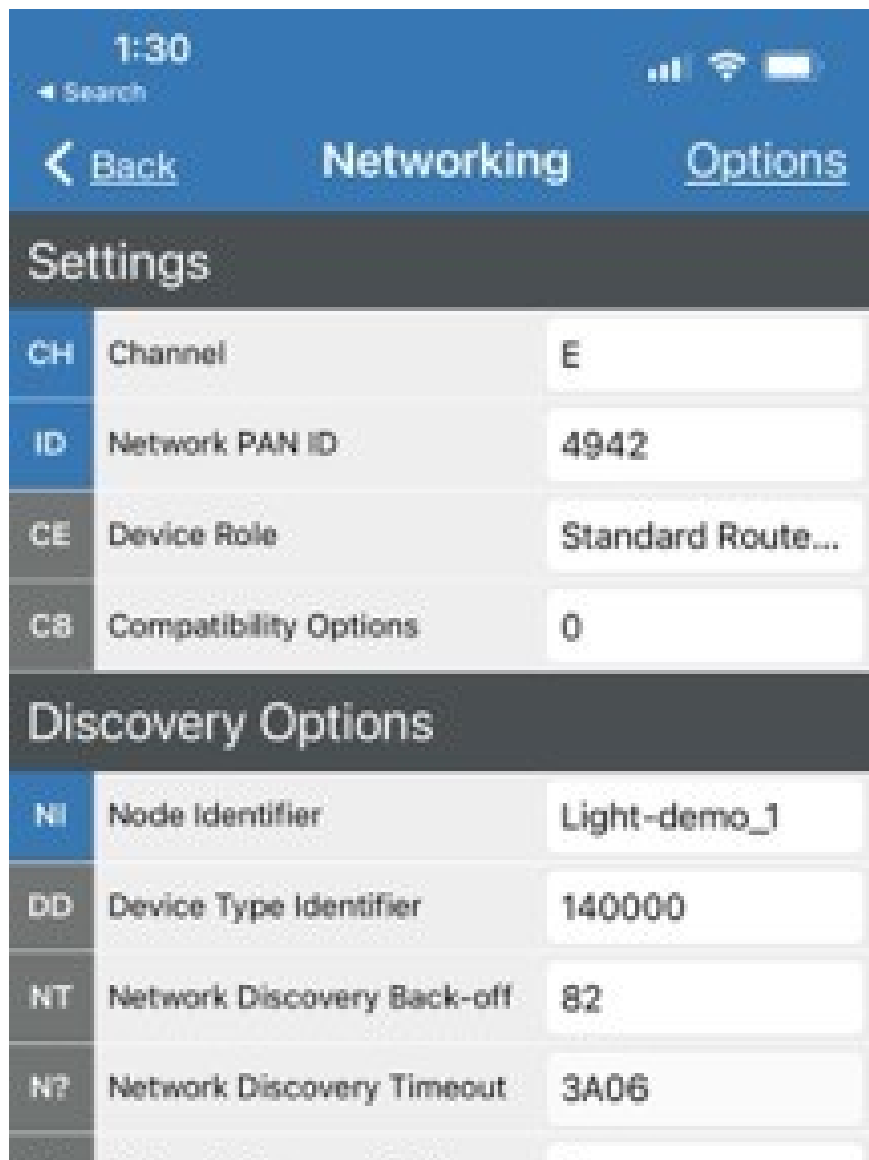 1:30
◀ Search
Back Networking Options
Settings
CH Channel E
ID Network PAN ID 4942
CE Device Role Standard Route...
C8 Compatibility Options 0
Discovery Options
NI Node Identifier Light-demo_1
DD Device Type Identifier 140000
NT Network Discovery Back-off 82
N? Network Discovery Timeout 3A06